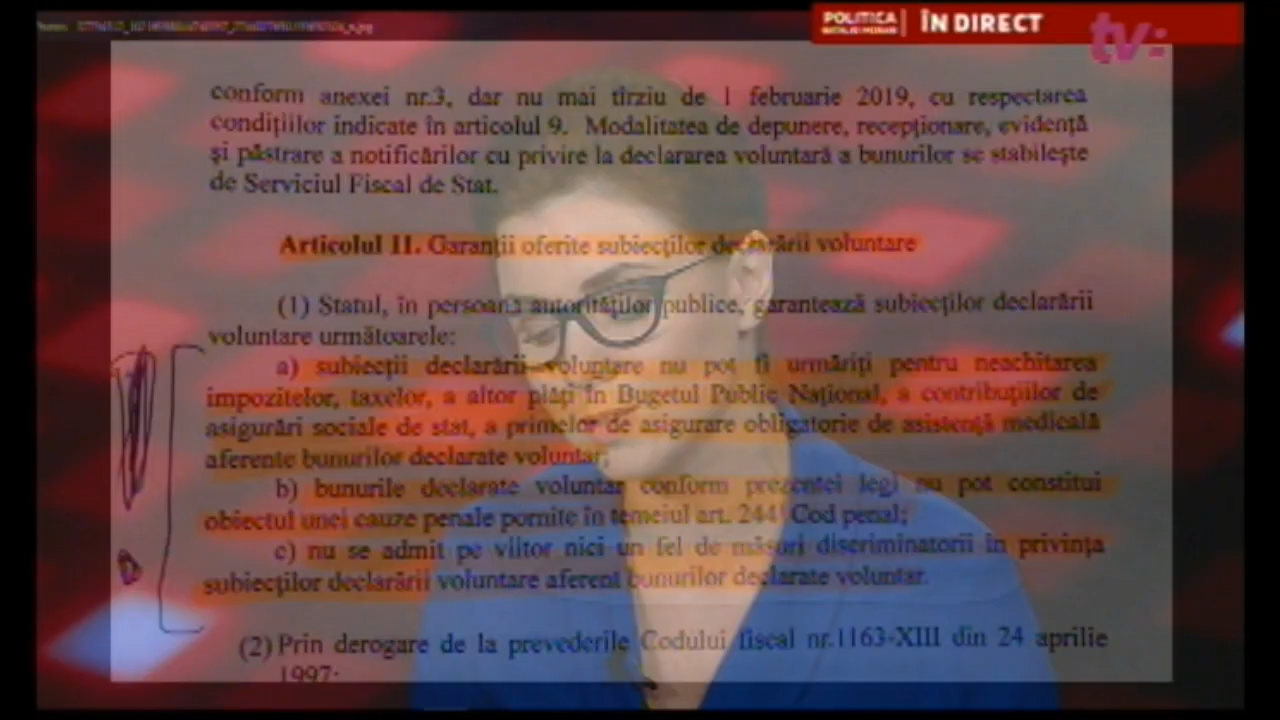 POLITICA
ÎN DIRECT
tv:
conform anexei nr.3, dar nu mai tîrziu de 1 februarie 2019, cu respectarea
condițiilor indicate în articolul 9. Modalitatea de depunere, recepționare, evidență
și păstrare a notificărilor cu privire la declararea voluntară a bunurilor se stabilește
de Serviciul Fiscal de Stat.
Articolul 11. Garanții oferite subiecților declarării voluntare
(1) Statul, în persoana autorităților publice, garantează subiecților declarării
voluntare următoarele:
a) subiecții declarării voluntare nu pot fi urmăriți pentru neachitarea
impozitelor, taxelor, a altor plăți în Bugetul Public Național, a contribuțiilor de
asigurări sociale de stat, a primelor de asigurare obligatorie de asistență medicală
aferente bunurilor declarate voluntar;
b) bunurile declarate voluntar conform prezentei legi nu pot constitui
obiectul unei cauze penale pornite în temeiul art. 244 Cod penal;
c) nu se admit pe viitor nici un fel de măsuri discriminatorii în privința
subiecților declarării voluntare aferent bunurilor declarate voluntar.
(2) Prin derogare de la prevederile Codului fiscal nr.1163-XIII din 24 aprilie
1997: